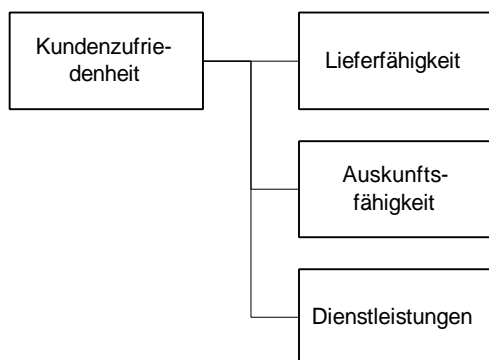 Kundenzufrie-
denheit
Lieferfähigkeit
Auskunfts-
fähigkeit
Dienstleistungen